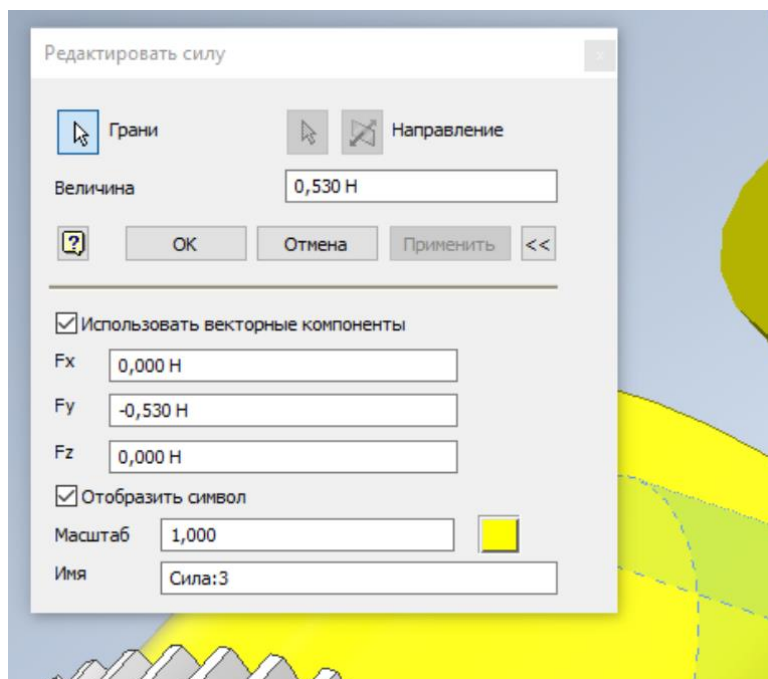 Редактировать силу
Грани
Направление
Величина
0,530 Н
ОК
Отмена
Применить
<<
Использовать векторные компоненты
Fx
0,000 Н
Fy
-0,530 Н
Fz
0,000 Н
Отобразить символ
Масштаб
1,000
Имя
Сила:3